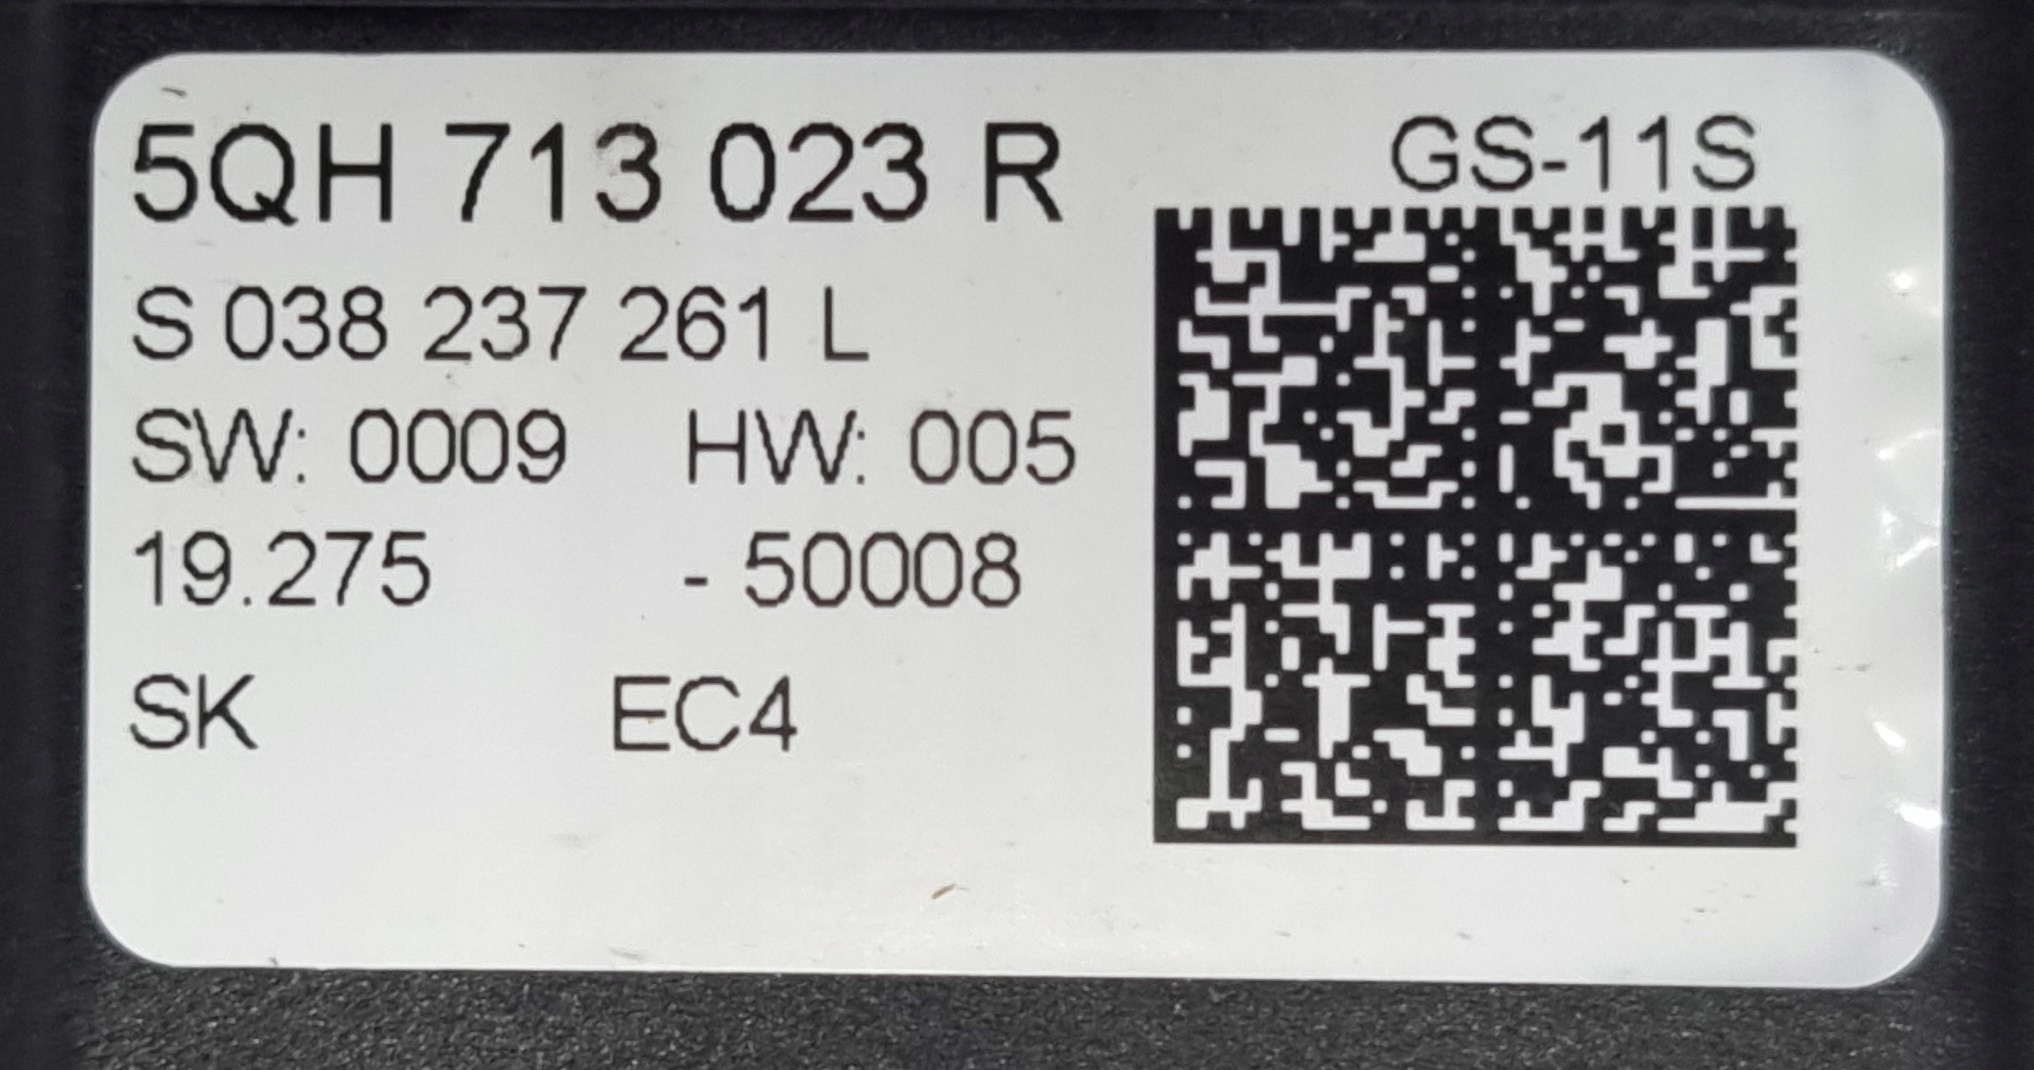 5QH 713 023 R
GS-11S
S 038 237 261 L
SW: 0009 HW: 005
19.275 - 50008
SK EC4